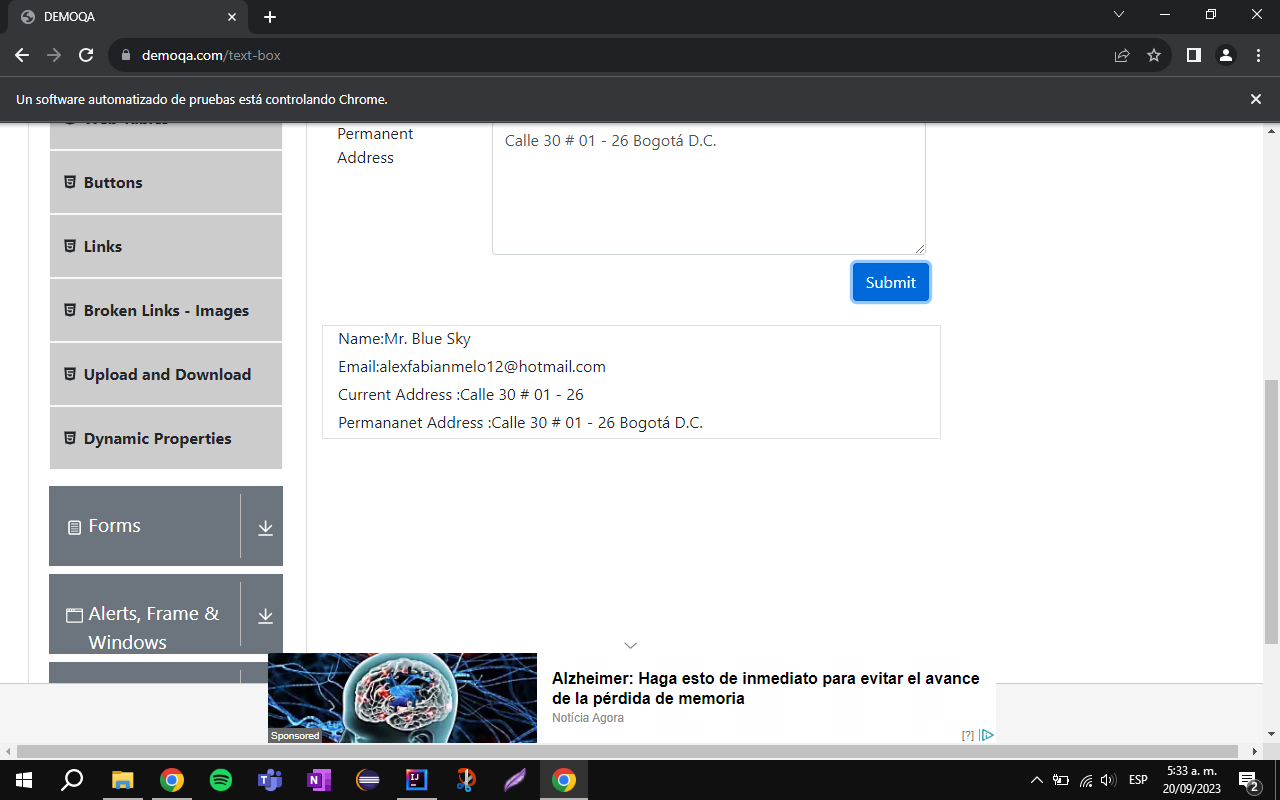 DEMOQA
demoqa.com/text-box
Un software automatizado de pruebas está controlando Chrome.
Permanent
Address
Calle 30 # 01 - 26 Bogotá D.C.
Buttons
Links
Broken Links - Images
Upload and Download
Dynamic Properties
Forms
Alerts, Frame &
Windows
Submit
Name:Mr. Blue Sky
Email:alexfabianmelo12@hotmail.com
Current Address :Calle 30 # 01 - 26
Permananet Address :Calle 30 # 01 - 26 Bogotá D.C.
Sponsored
Alzheimer: Haga esto de inmediato para evitar el avance
de la pérdida de memoria
Notícia Agora
[?]
ESP
5:33 a. m.
20/09/2023
2